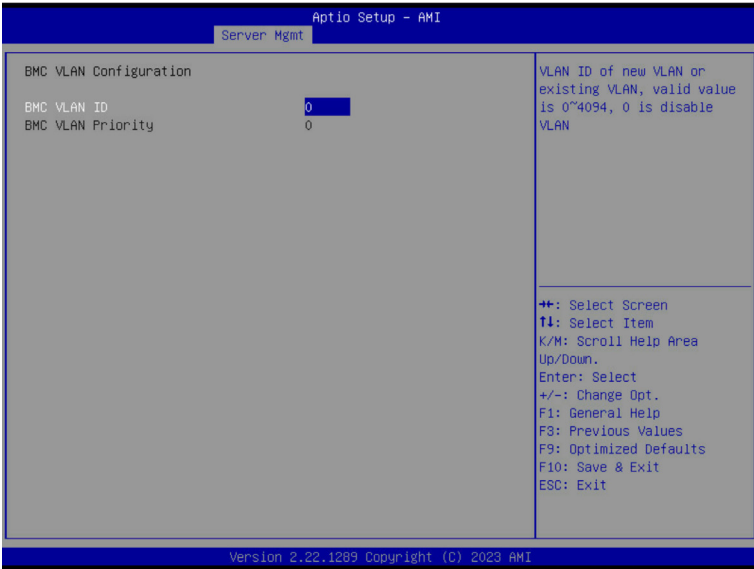 Aptio Setup – AMI
Server Mgmt
BMC VLAN Configuration
BMC VLAN ID 0
BMC VLAN Priority 0
VLAN ID of new VLAN or
existing VLAN, valid value
is 0~4094, 0 is disable
VLAN
→←: Select Screen
↑↓: Select Item
K/M: Scroll Help Area
Up/Down.
Enter: Select
+/-: Change Opt.
F1: General Help
F3: Previous Values
F9: Optimized Defaults
F10: Save & Exit
ESC: Exit
Version 2.22.1289 Copyright (C) 2023 AMI